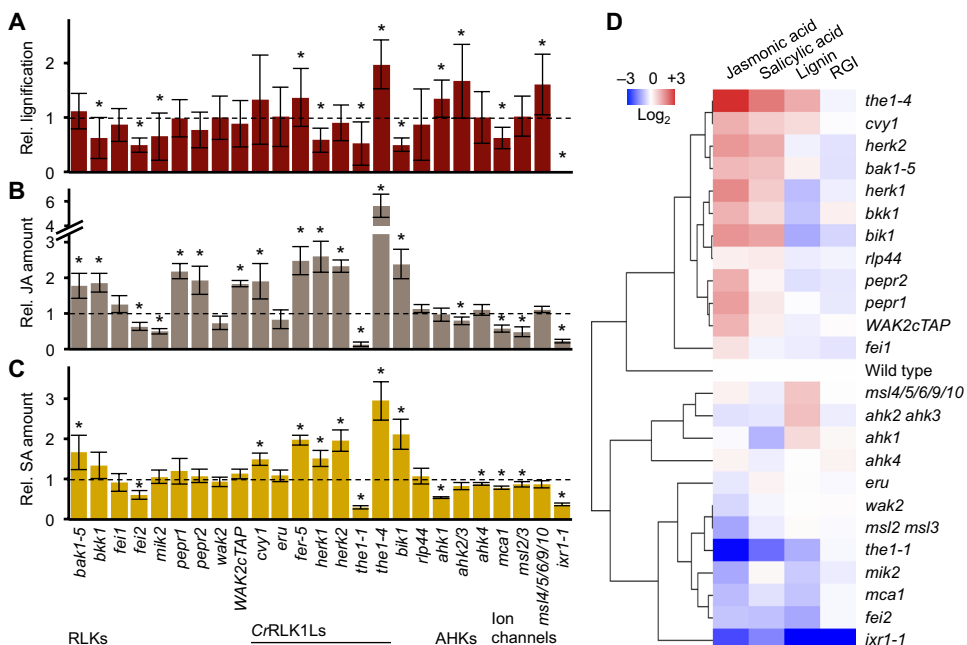 A
Rel. lignification
2
1
0
* * * * * * * * * * * * * *
B
Rel. JA amount
6
4
3
2
1
0
* * * * * * * * * * * * * * * * *
C
Rel. SA amount
3
2
1
0
* * * * * * * * * * * * * *
bak1-5
bkk1
fei1
fei2
mik2
pepr1
pepr2
wak2
WAK2cTAP
cvy1
eru
fer-5
herk1
herk2
the1-1
the1-4
bik1
rlp44
ahk1
ahk2/3
ahk4
mca1
msl2/3
msl4/5/6/9/10
ixr1-1
RLKs
CrRLK1Ls
AHKs
Ion
channels
D
−3 0 +3
Log2
Jasmonic acid
Salicylic acid
Lignin
RGI
the1-4
cvy1
herk2
bak1-5
herk1
bkk1
bik1
rlp44
pepr2
pepr1
WAK2cTAP
fei1
Wild type
msl4/5/6/9/10
ahk2 ahk3
ahk1
ahk4
eru
wak2
msl2 msl3
the1-1
mik2
mca1
fei2
ixr1-1